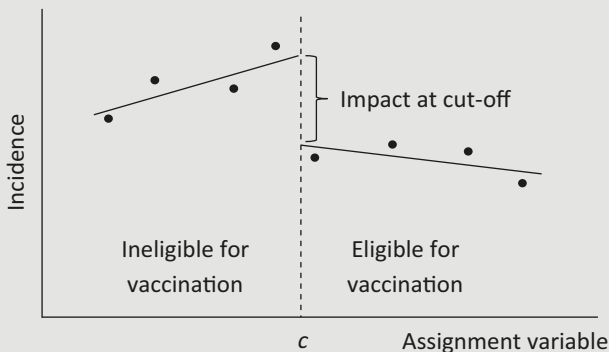 Incidence
Impact at cut-off
Ineligible for
vaccination
Eligible for
vaccination
c
Assignment variable